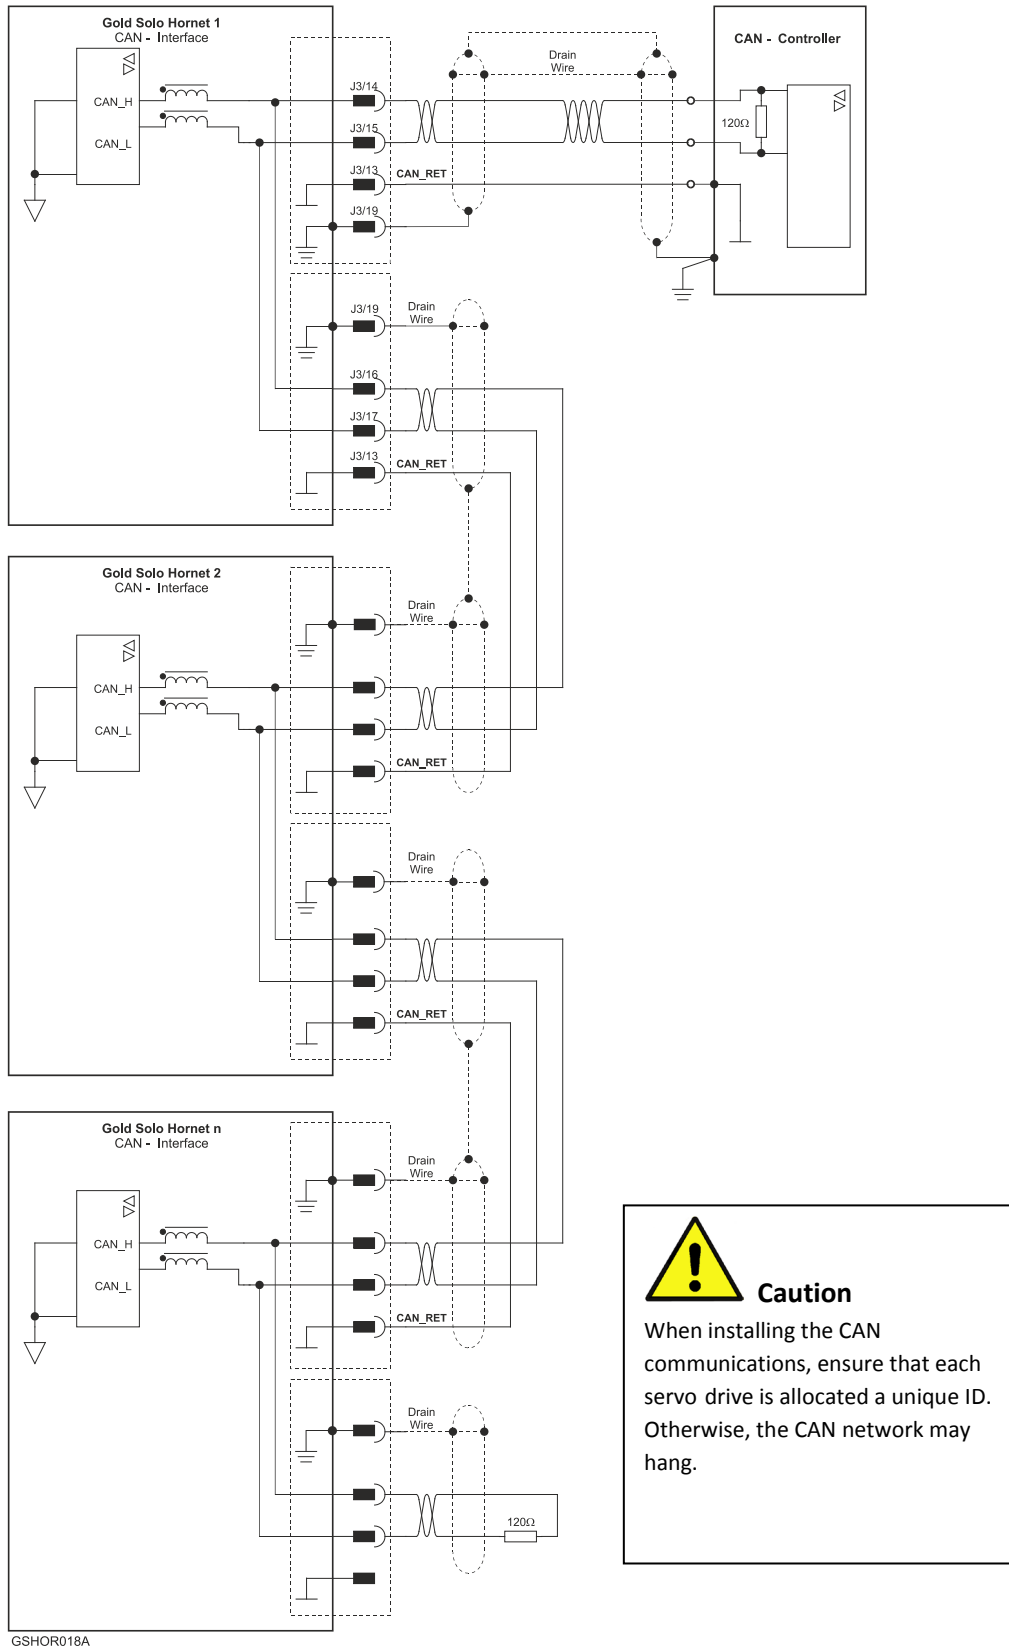 Gold Solo Hornet 1
CAN - Interface
CAN_H
CAN_L
J3/14
J3/15
J3/13
CAN_RET
J3/19
Drain
Wire
CAN - Controller
120Ω
J3/19
Drain
Wire
J3/16
J3/17
J3/13
CAN_RET
Gold Solo Hornet 2
CAN - Interface
CAN_H
CAN_L
Drain
Wire
CAN_RET
Drain
Wire
CAN_RET
Gold Solo Hornet n
CAN - Interface
CAN_H
CAN_L
Drain
Wire
CAN_RET
Drain
Wire
120Ω
GSHOR018A
Caution
When installing the CAN
communications, ensure that each
servo drive is allocated a unique ID.
Otherwise, the CAN network may
hang.